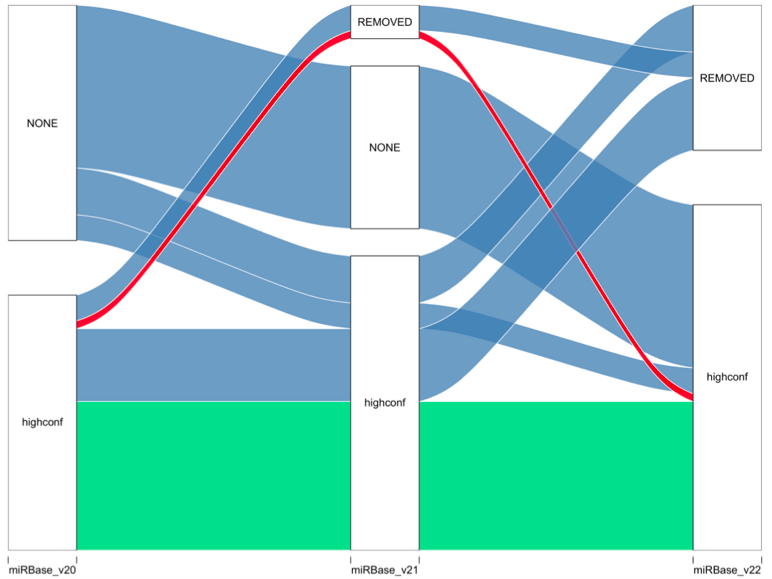 REMOVED
NONE
NONE
REMOVED
highconf
highconf
highconf
miRBase_v20
miRBase_v21
miRBase_v22